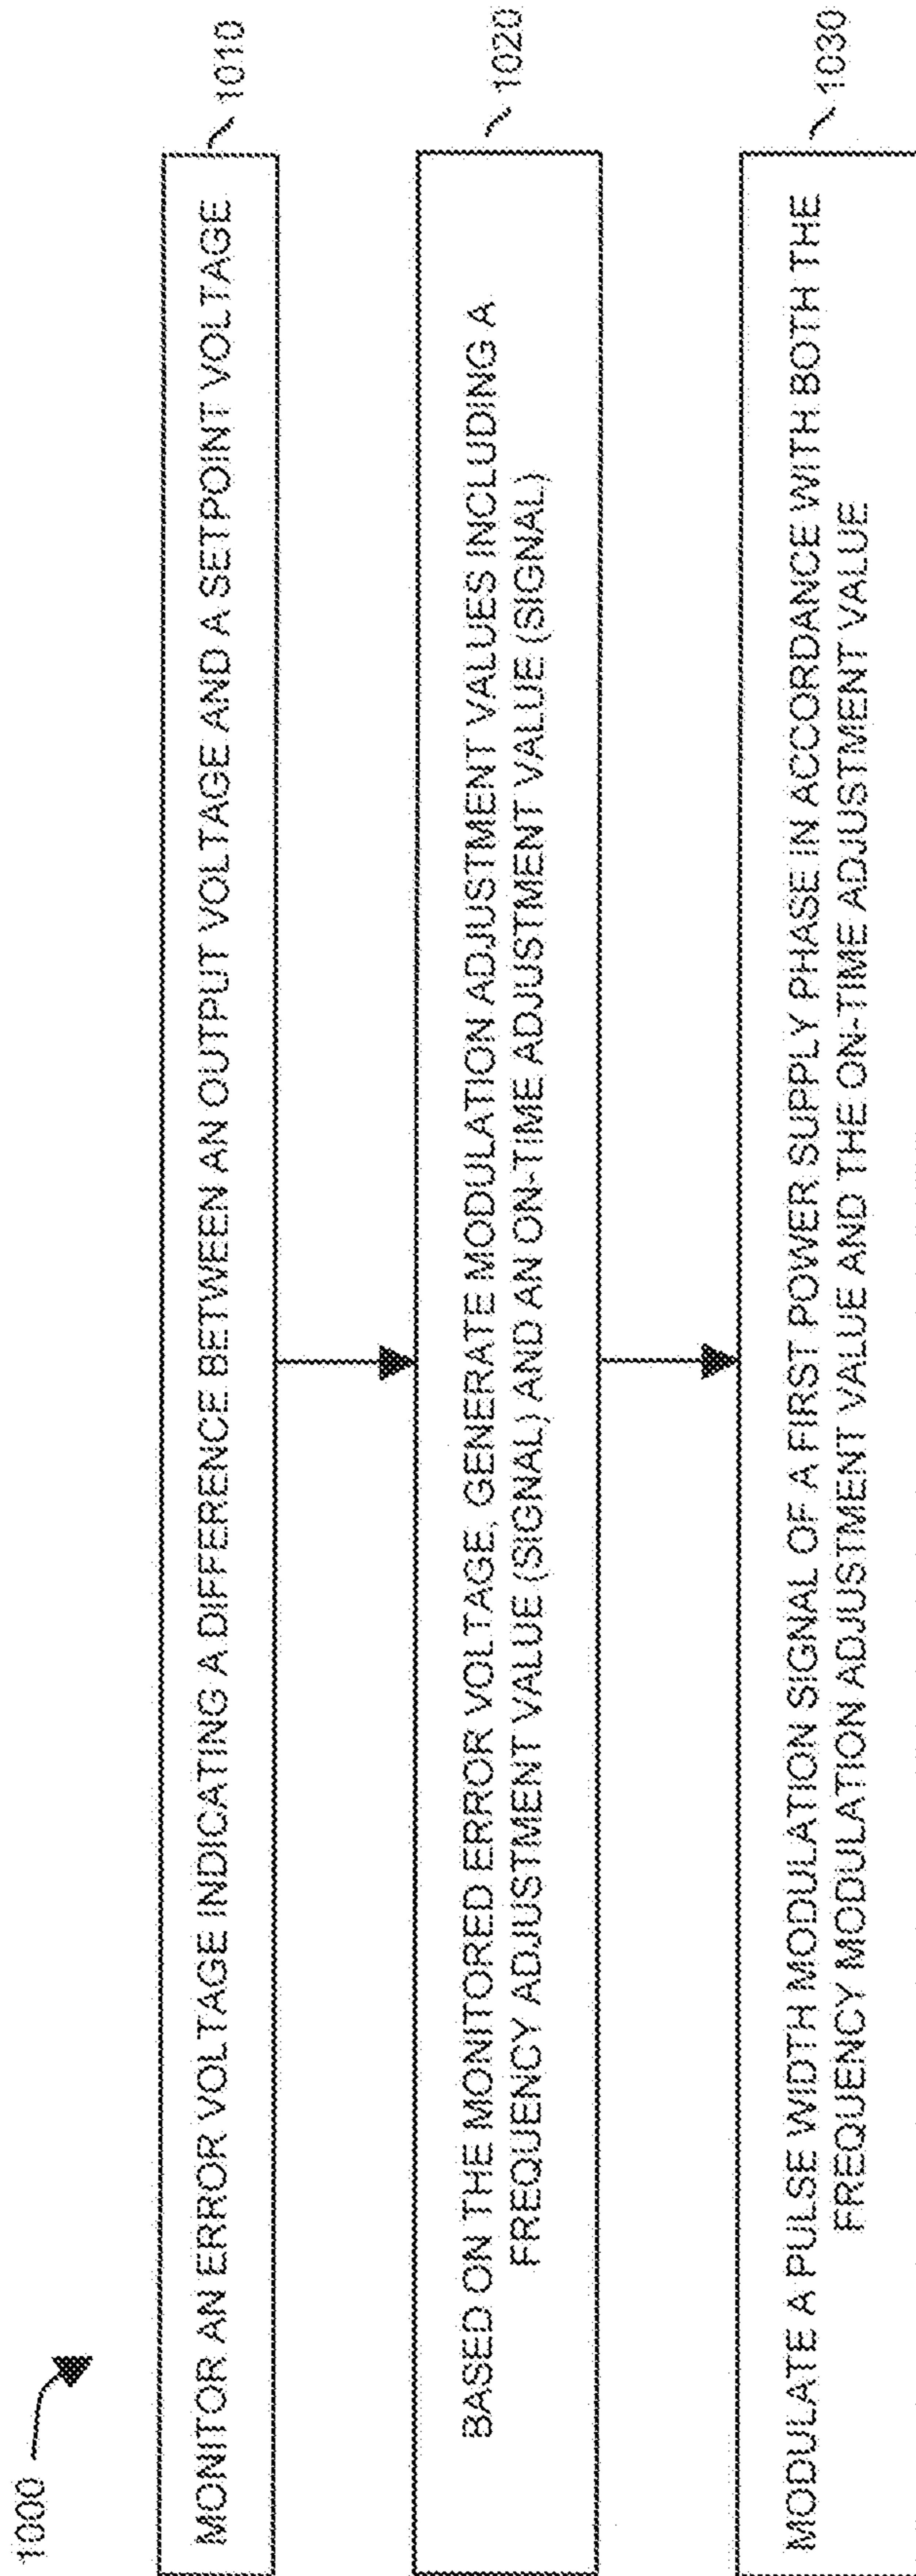 1000
MONITOR AN ERROR VOLTAGE INDICATING A DIFFERENCE BETWEEN AN OUTPUT VOLTAGE AND A SETPOINT VOLTAGE
1010
BASED ON THE MONITORED ERROR VOLTAGE, GENERATE MODULATION ADJUSTMENT VALUES INCLUDING A
FREQUENCY ADJUSTMENT VALUE (SIGNAL) AND AN ON-TIME ADJUSTMENT VALUE (SIGNAL)
1020
MODULATE A PULSE WIDTH MODULATION SIGNAL OF A FIRST POWER SUPPLY PHASE IN ACCORDANCE WITH BOTH THE
FREQUENCY MODULATION ADJUSTMENT VALUE AND THE ON-TIME ADJUSTMENT VALUE
1030